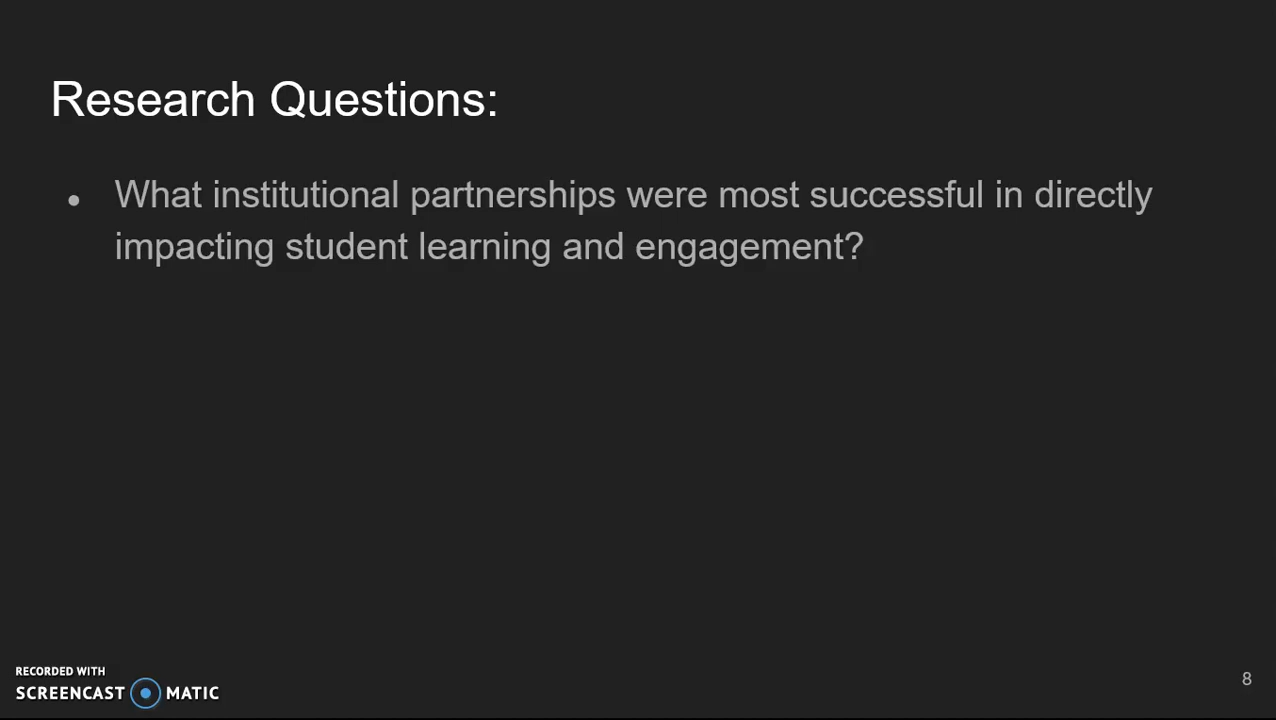 Research Questions:
● What institutional partnerships were most successful in directly
impacting student learning and engagement?
RECORDED WITH
SCREENCAST MATIC
8